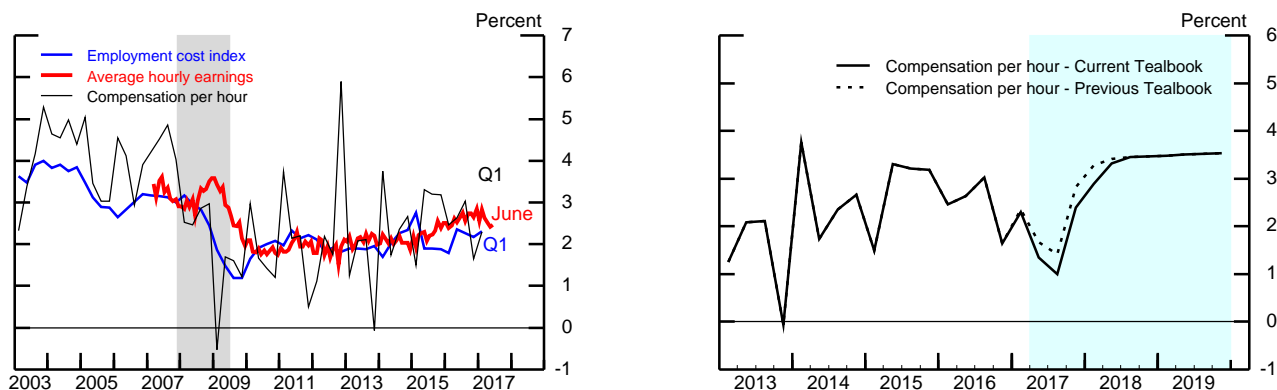 Percent
7
6
5
4
3
2
1
0
-1
Employment cost index
Average hourly earnings
Compensation per hour
Q1
June
Q1
2003 2005 2007 2009 2011 2013 2015 2017
Percent
6
5
4
3
2
1
0
-1
Compensation per hour - Current Tealbook
Compensation per hour - Previous Tealbook
2013 2014 2015 2016 2017 2018 2019